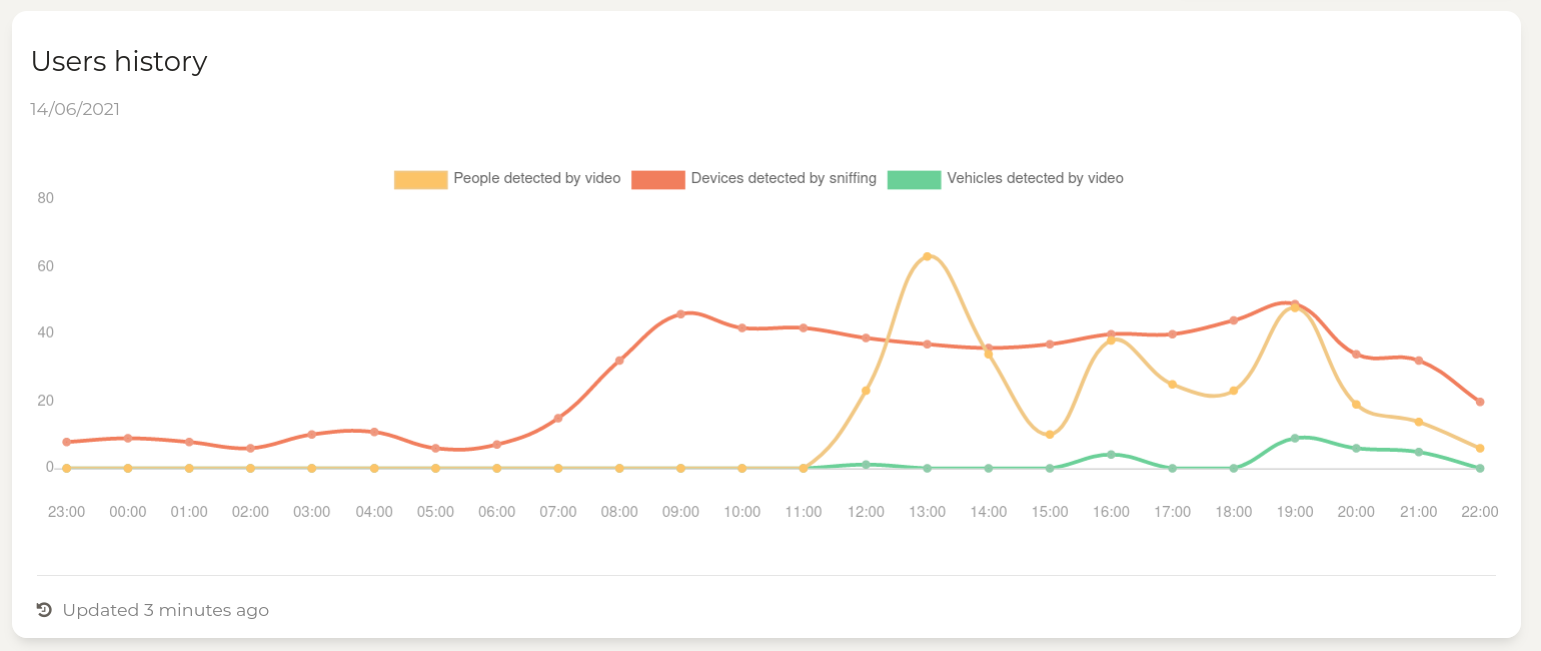 Users history
14/06/2021
People detected by video Devices detected by sniffing Vehicles detected by video
80
60
40
20
0
23:00 00:00 01:00 02:00 03:00 04:00 05:00 06:00 07:00 08:00 09:00 10:00 11:00 12:00 13:00 14:00 15:00 16:00 17:00 18:00 19:00 20:00 21:00 22:00
Updated 3 minutes ago